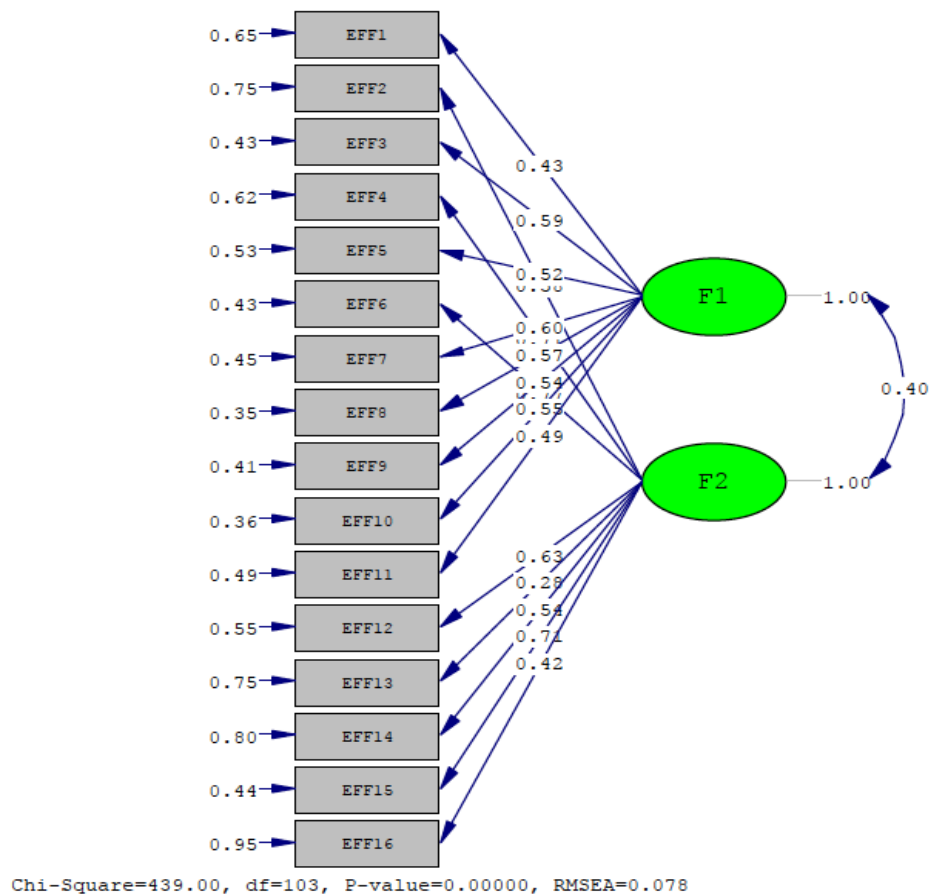 0.65 EFF1
0.75 EFF2
0.43 EFF3
0.43
0.62 EFF4
0.59
0.53 EFF5
0.52
0.43 EFF6
F1 1.00
0.60
0.45 EFF7
0.57
0.54
0.40
0.35 EFF8
0.55
0.49
0.41 EFF9
F2 1.00
0.36 EFF10
0.63
0.49 EFF11
0.28
0.54
0.55 EFF12
0.71
0.42
0.75 EFF13
0.80 EFF14
0.44 EFF15
0.95 EFF16
Chi-Square=439.00, df=103, P-value=0.00000, RMSEA=0.078